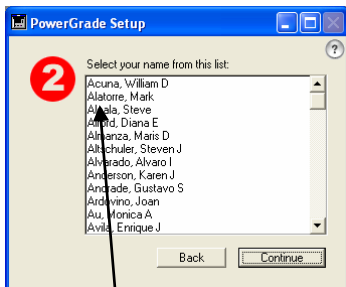 PowerGrade Setup
?
2
Select your name from this list:
Acuna, William D
Alatorre, Mark
Alcala, Steve
Alford, Diana E
Almanza, Maris D
Altschuler, Steven J
Alvarado, Alvaro I
Anderson, Karen J
Andrade, Gustavo S
Ardovino, Joan
Au, Monica A
Avila, Enrique J
Back
Continue